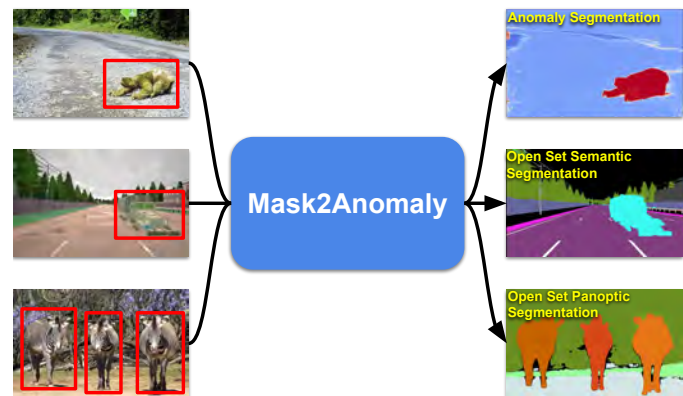 Anomaly Segmentation
Mask2Anomaly
Open Set Semantic
Segmentation
Open Set Panoptic
Segmentation